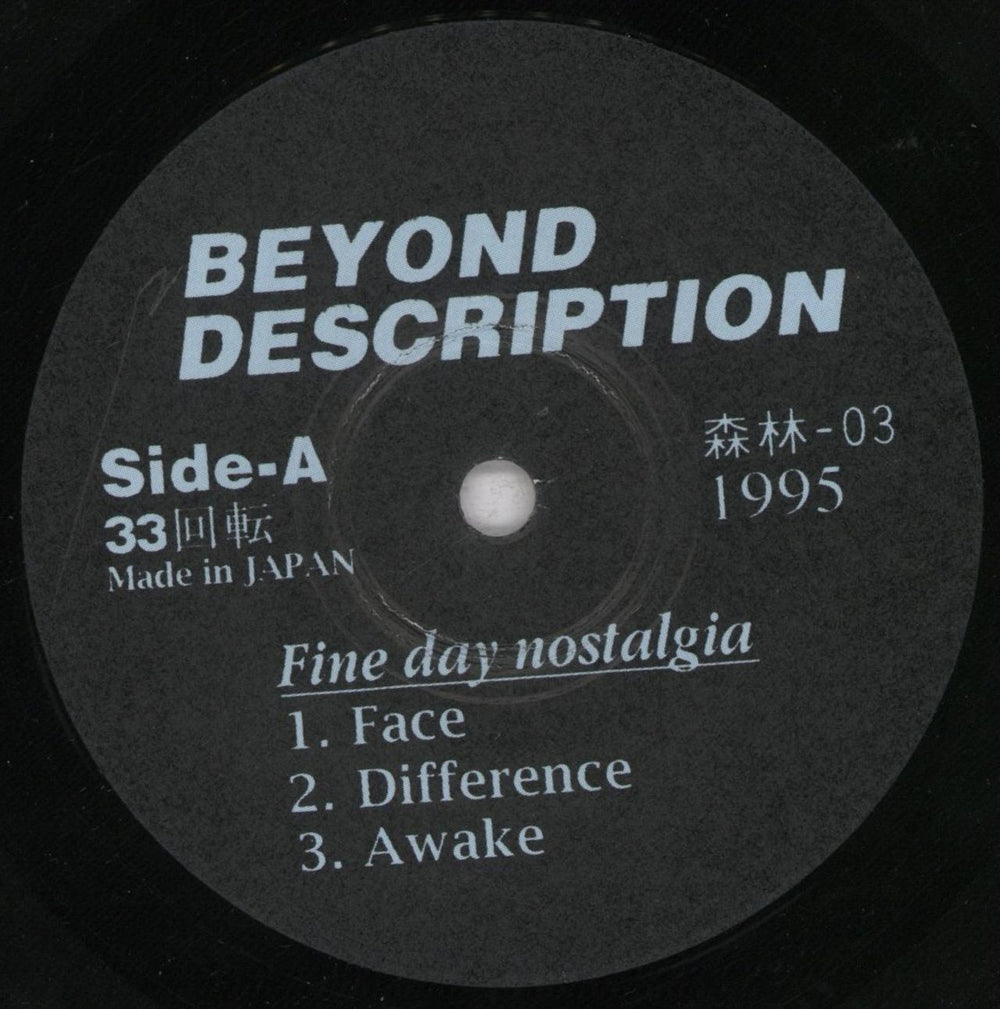 BEYOND
DESCRIPTION
Side-A
33回転
Made in JAPAN
森林-03
1995
Fine day nostalgia
1. Face
2. Difference
3. Awake